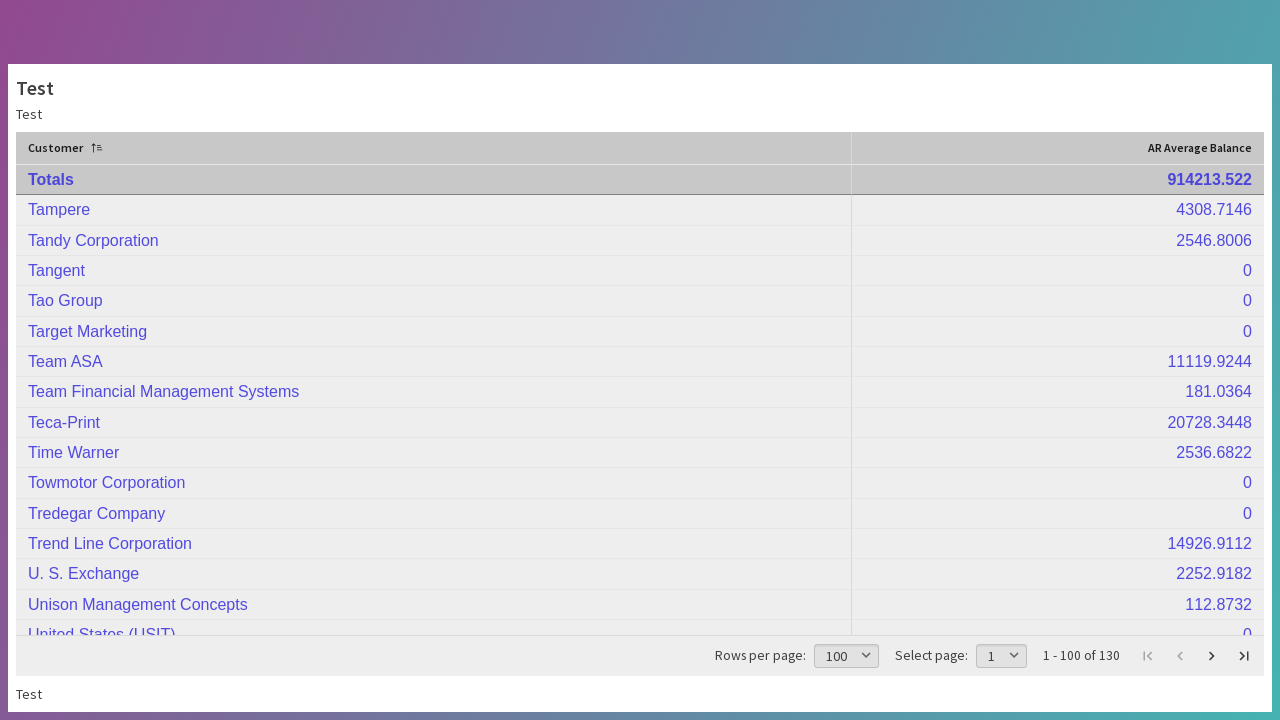 Test
Test
Customer AR Average Balance
Totals 914213.522
Tampere 4308.7146
Tandy Corporation 2546.8006
Tangent 0
Tao Group 0
Target Marketing 0
Team ASA 11119.9244
Team Financial Management Systems 181.0364
Teca-Print 20728.3448
Time Warner 2536.6822
Towmotor Corporation 0
Tredegar Company 0
Trend Line Corporation 14926.9112
U. S. Exchange 2252.9182
Unison Management Concepts 112.8732
United States (USIT) 0
Rows per page: 100 Select page: 1 1 - 100 of 130
Test